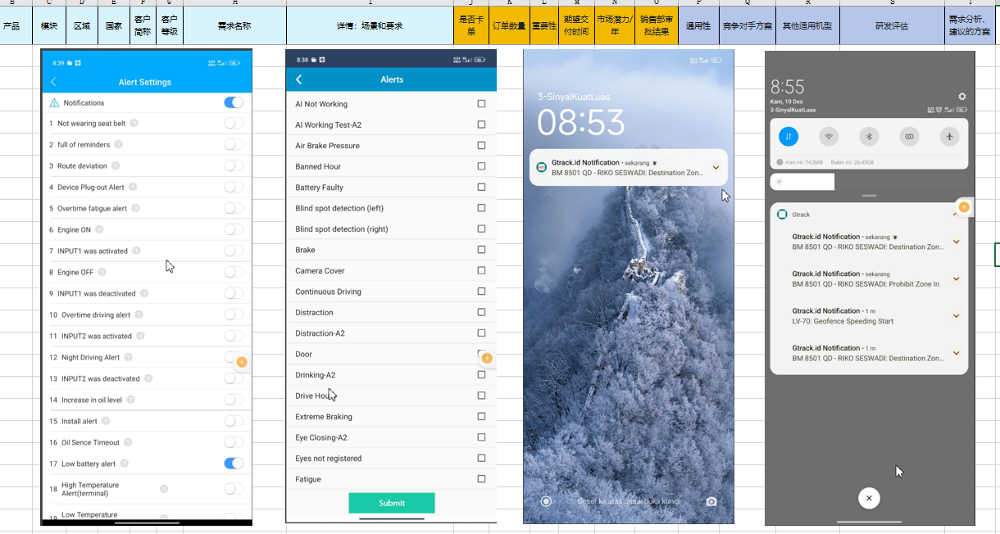 B C D E F G H I J K L M N O P Q R S T
产品 模块 区域 国家 客户简称 客户等级 需求名称 详情：场景和要求 是否卡单 订单数量 重要性 期望交付时间 市场潜力/年 销售部审批结果 通用性 竞争对手方案 其他适用机型 研发评估 需求分析、建议的方案
8:39
Alert Settings
Notifications
1 Not wearing seat belt ?
2 full of reminders ?
3 Route deviation ?
4 Device Plug-out Alert ?
5 Overtime fatigue alert ?
6 Engine ON ?
7 INPUT1 was activated ?
8 Engine OFF ?
9 INPUT1 was deactivated ?
10 Overtime driving alert ?
11 INPUT2 was activated ?
12 Night Driving Alert ?
13 INPUT2 was deactivated ?
14 Increase in oil level ?
15 Install alert ?
16 Oil Sence Timeout ?
17 Low battery alert ?
18 High Temperature
Alert(terminal) ?
19 Low Temperature
8:38
Alerts
AI Not Working
AI Working Test-A2
Air Brake Pressure
Banned Hour
Battery Faulty
Blind spot detection (left)
Blind spot detection (right)
Brake
Camera Cover
Continuous Driving
Distraction
Distraction-A2
Door
Drinking-A2
Drive Hou
Extreme Braking
Eye Closing-A2
Eyes not registered
Fatigue
Submit
3-SinyalKuatLuas
08:53
Gtrack.id Notification • sekarang
BM 8501 QD - RIKO SESWADI: Destination Zon...
Geser ke atas untuk buka kunci
8:55
Kam, 19 Des
3-SinyalKuatLuas
Hari ini: 74,5MB Bulan ini: 26,45GB
Gtrack
Gtrack.id Notification • sekarang
BM 8501 QD - RIKO SESWADI: Destination Zon...
Gtrack.id Notification • sekarang
BM 8501 QD - RIKO SESWADI: Prohibit Zone In
Gtrack.id Notification • 1 m
LV-70: Geofence Speeding Start
Gtrack.id Notification • 1 m
BM 8501 QD - RIKO SESWADI: Destination Zon...